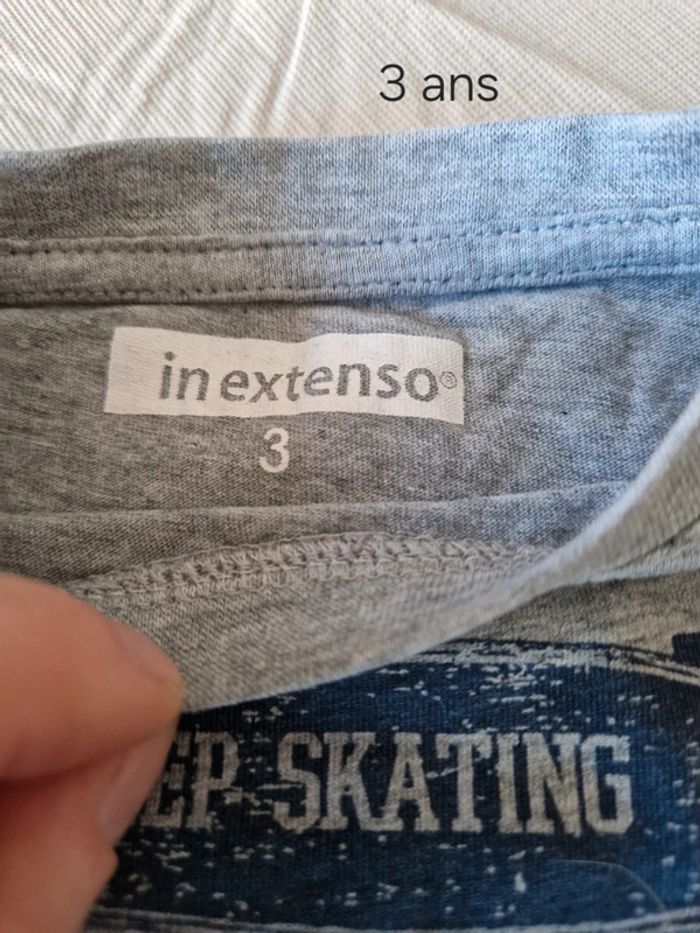 3 ans
in extenso®
3
EP SKATING